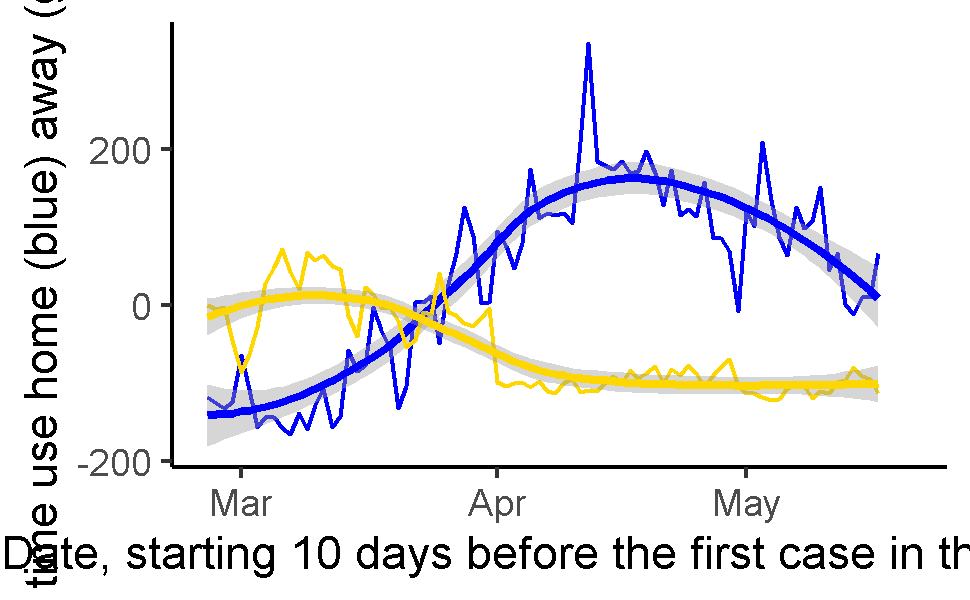 time use home (blue) away (
200
0
-200
Mar Apr May
Date, starting 10 days before the first case in th